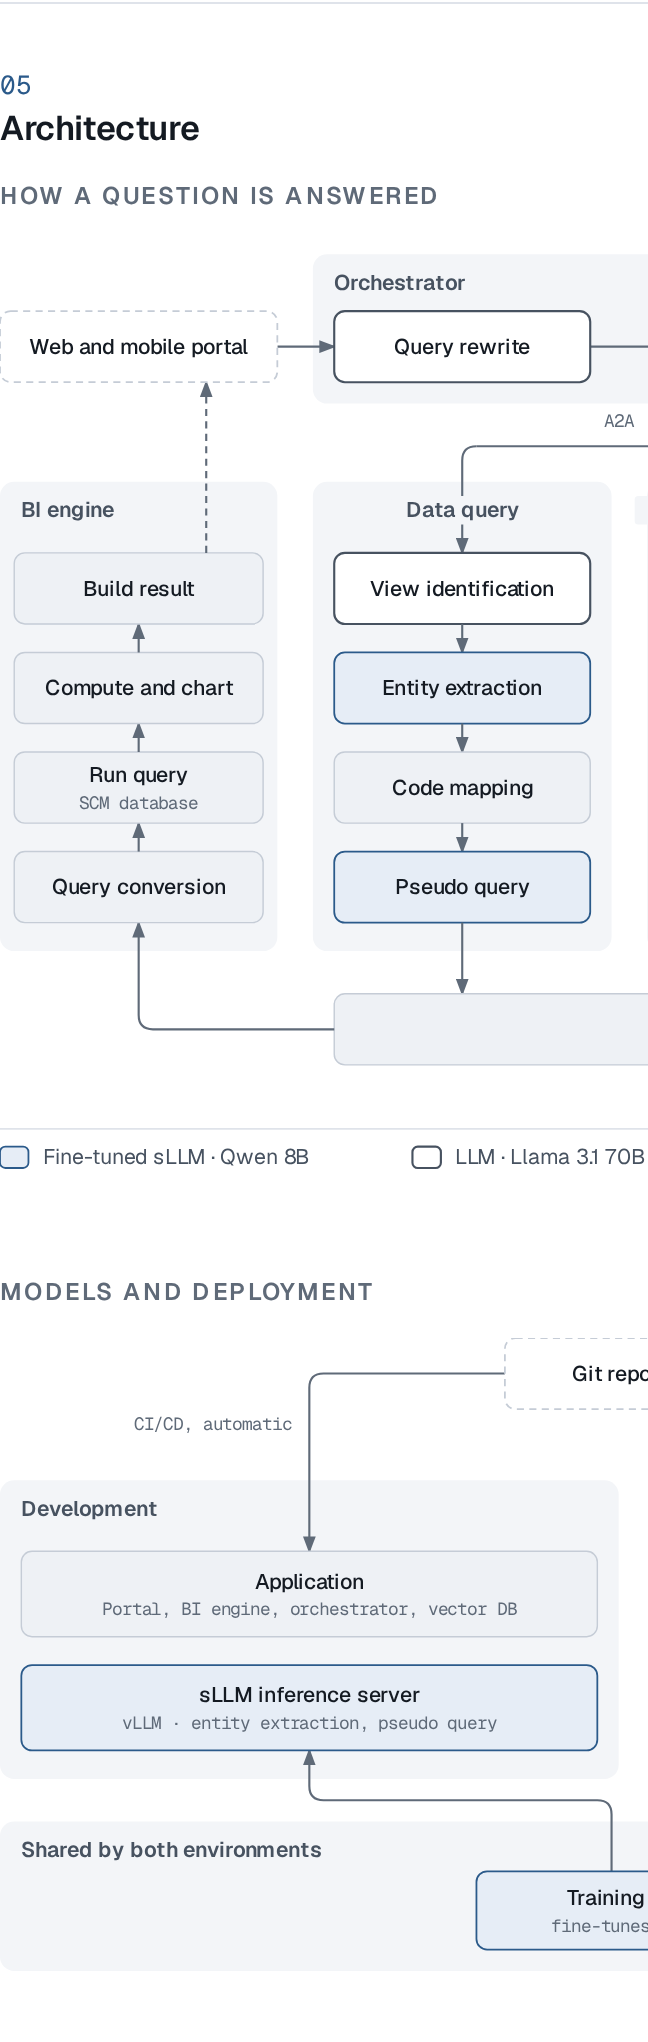 05
Architecture
HOW A QUESTION IS ANSWERED
Orchestrator
Web and mobile portal
Query rewrite
A2A
BI engine
Build result
Compute and chart
Run query
SCM database
Query conversion
Data query
View identification
Entity extraction
Code mapping
Pseudo query
Fine-tuned sLLM · Qwen 8B
LLM · Llama 3.1 70B
MODELS AND DEPLOYMENT
Git repo
CI/CD, automatic
Development
Application
Portal, BI engine, orchestrator, vector DB
sLLM inference server
vLLM · entity extraction, pseudo query
Shared by both environments
Training
fine-tunes